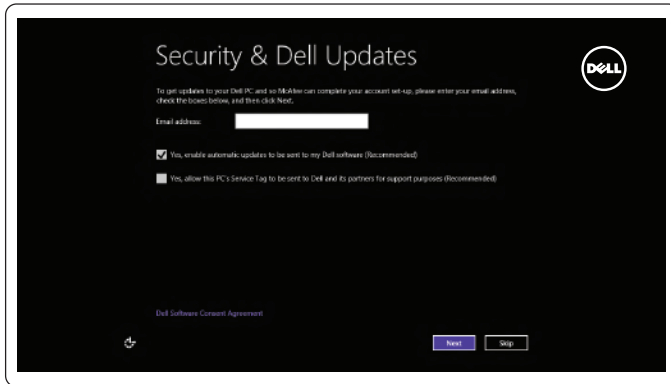 Security & Dell Updates
DELL
To get updates to your Dell PC and so McAfee can complete your account set-up, please enter your email address,
check the boxes below, and then click Next.
Email address:
Yes, enable automatic updates to be sent to my Dell software (Recommended)
Yes, allow this PC's Service Tag to be sent to Dell and its partners for support purposes (Recommended)
Dell Software Consent Agreement
Next
Skip